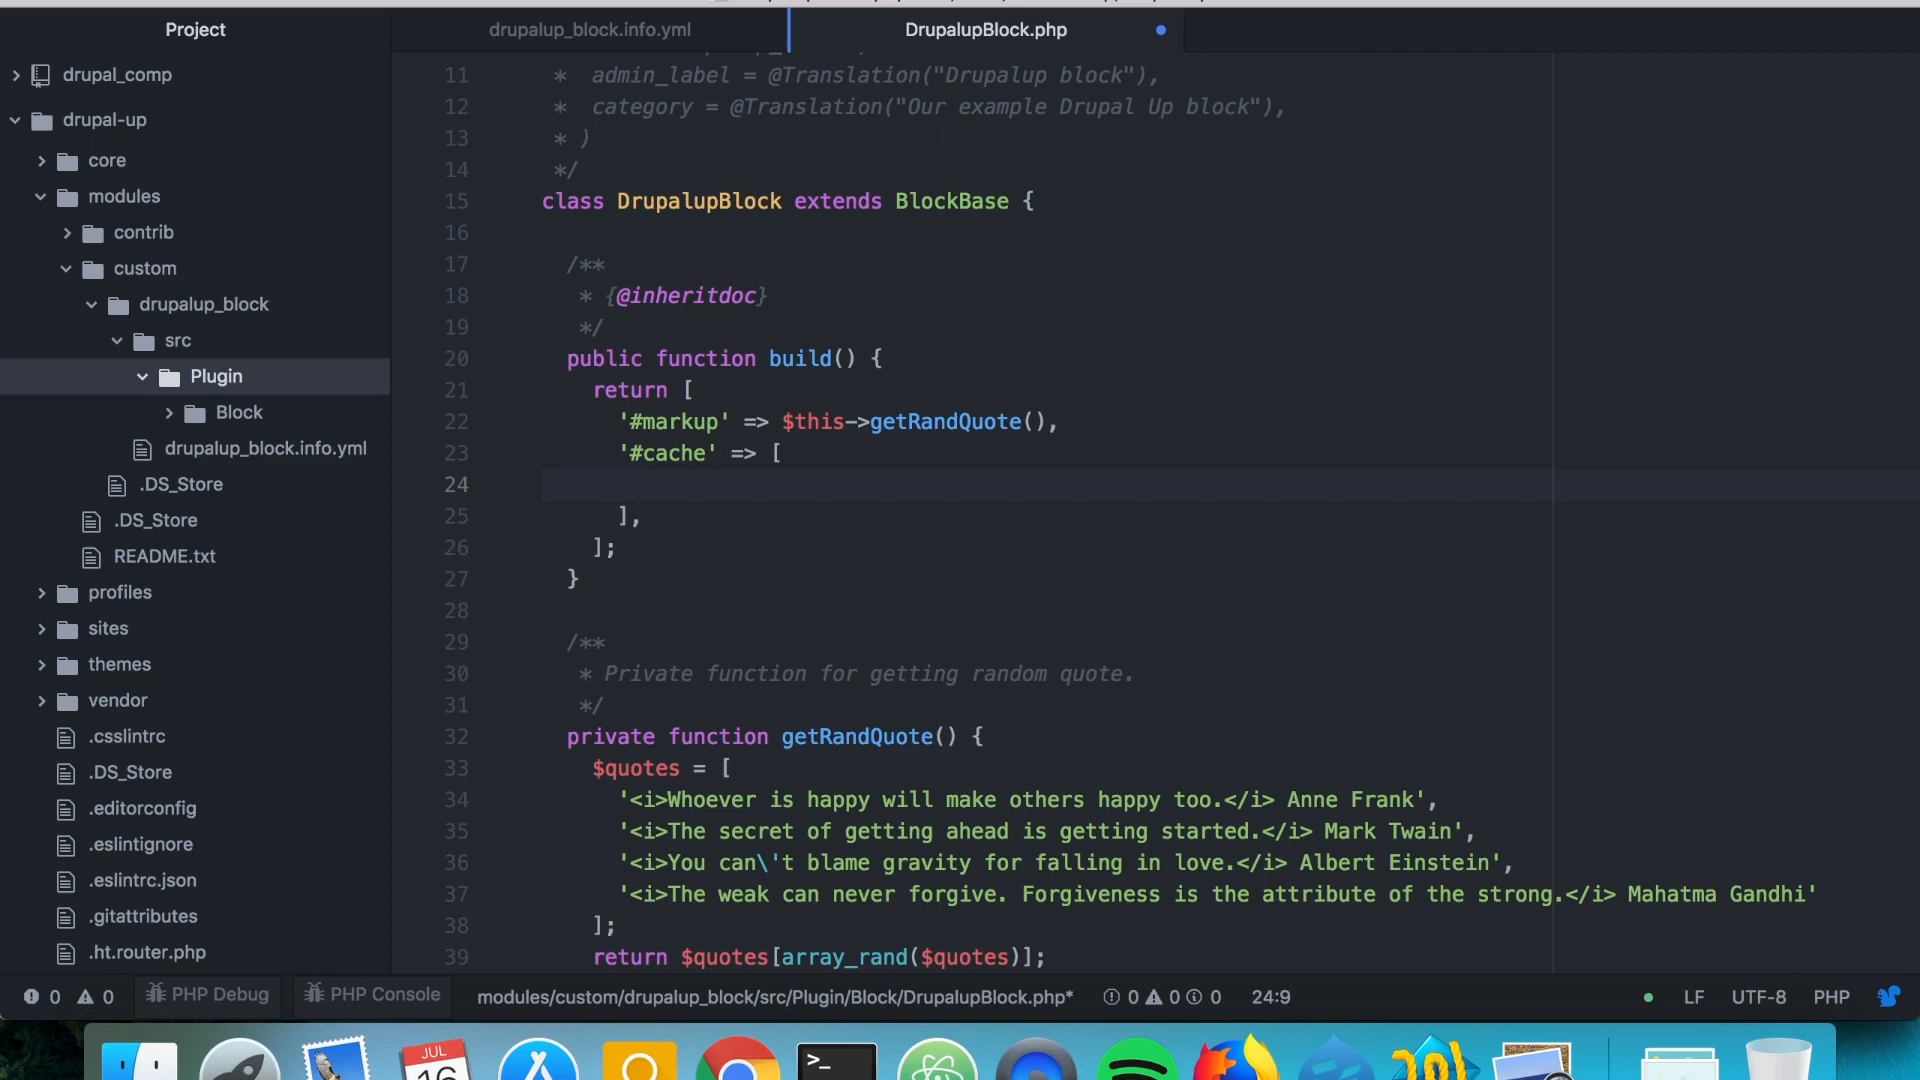 Project
drupalup_block.info.yml
DrupalupBlock.php
drupal_comp
drupal-up
core
modules
contrib
custom
drupalup_block
src
Plugin
Block
drupalup_block.info.yml
.DS_Store
.DS_Store
README.txt
profiles
sites
themes
vendor
.csslintrc
.DS_Store
.editorconfig
.eslintignore
.eslintrc.json
.gitattributes
.ht.router.php
11 * admin_label = @Translation("Drupalup block"),
12 * category = @Translation("Our example Drupal Up block"),
13 * )
14 */
15 class DrupalupBlock extends BlockBase {
16
17 /**
18 * {@inheritdoc}
19 */
20 public function build() {
21 return [
22 '#markup' => $this->getRandQuote(),
23 '#cache' => [
24
25 ],
26 ];
27 }
28
29 /**
30 * Private function for getting random quote.
31 */
32 private function getRandQuote() {
33 $quotes = [
34 '<i>Whoever is happy will make others happy too.</i> Anne Frank',
35 '<i>The secret of getting ahead is getting started.</i> Mark Twain',
36 '<i>You can\'t blame gravity for falling in love.</i> Albert Einstein',
37 '<i>The weak can never forgive. Forgiveness is the attribute of the strong.</i> Mahatma Gandhi'
38 ];
39 return $quotes[array_rand($quotes)];
0 0 PHP Debug PHP Console modules/custom/drupalup_block/src/Plugin/Block/DrupalupBlock.php* 0 0 0 24:9 LF UTF-8 PHP
JUL
16
>_